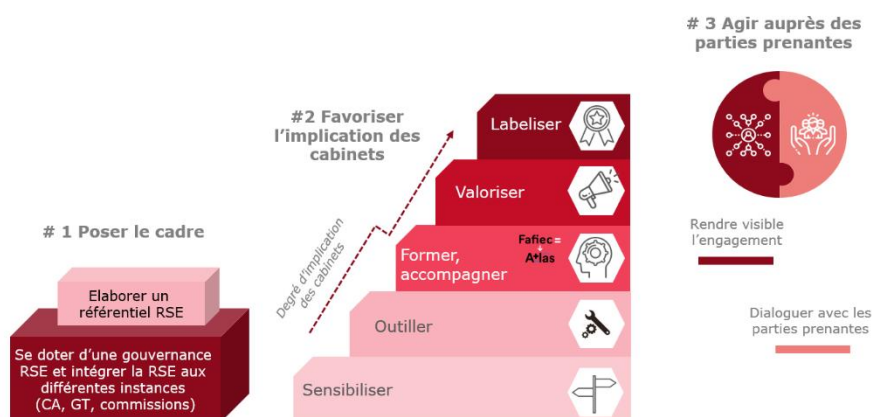 # 1 Poser le cadre
Elaborer un
référentiel RSE
Se doter d'une gouvernance
RSE et intégrer la RSE aux
différentes instances
(CA, GT, commissions)
#2 Favoriser
l'implication des
cabinets
Degré d'implication
des cabinets
Labeliser
Valoriser
Former,
accompagner
Fafiec =
A+las
Outiller
Sensibiliser
# 3 Agir auprès des
parties prenantes
Rendre visible
l'engagement
Dialoguer avec les
parties prenantes